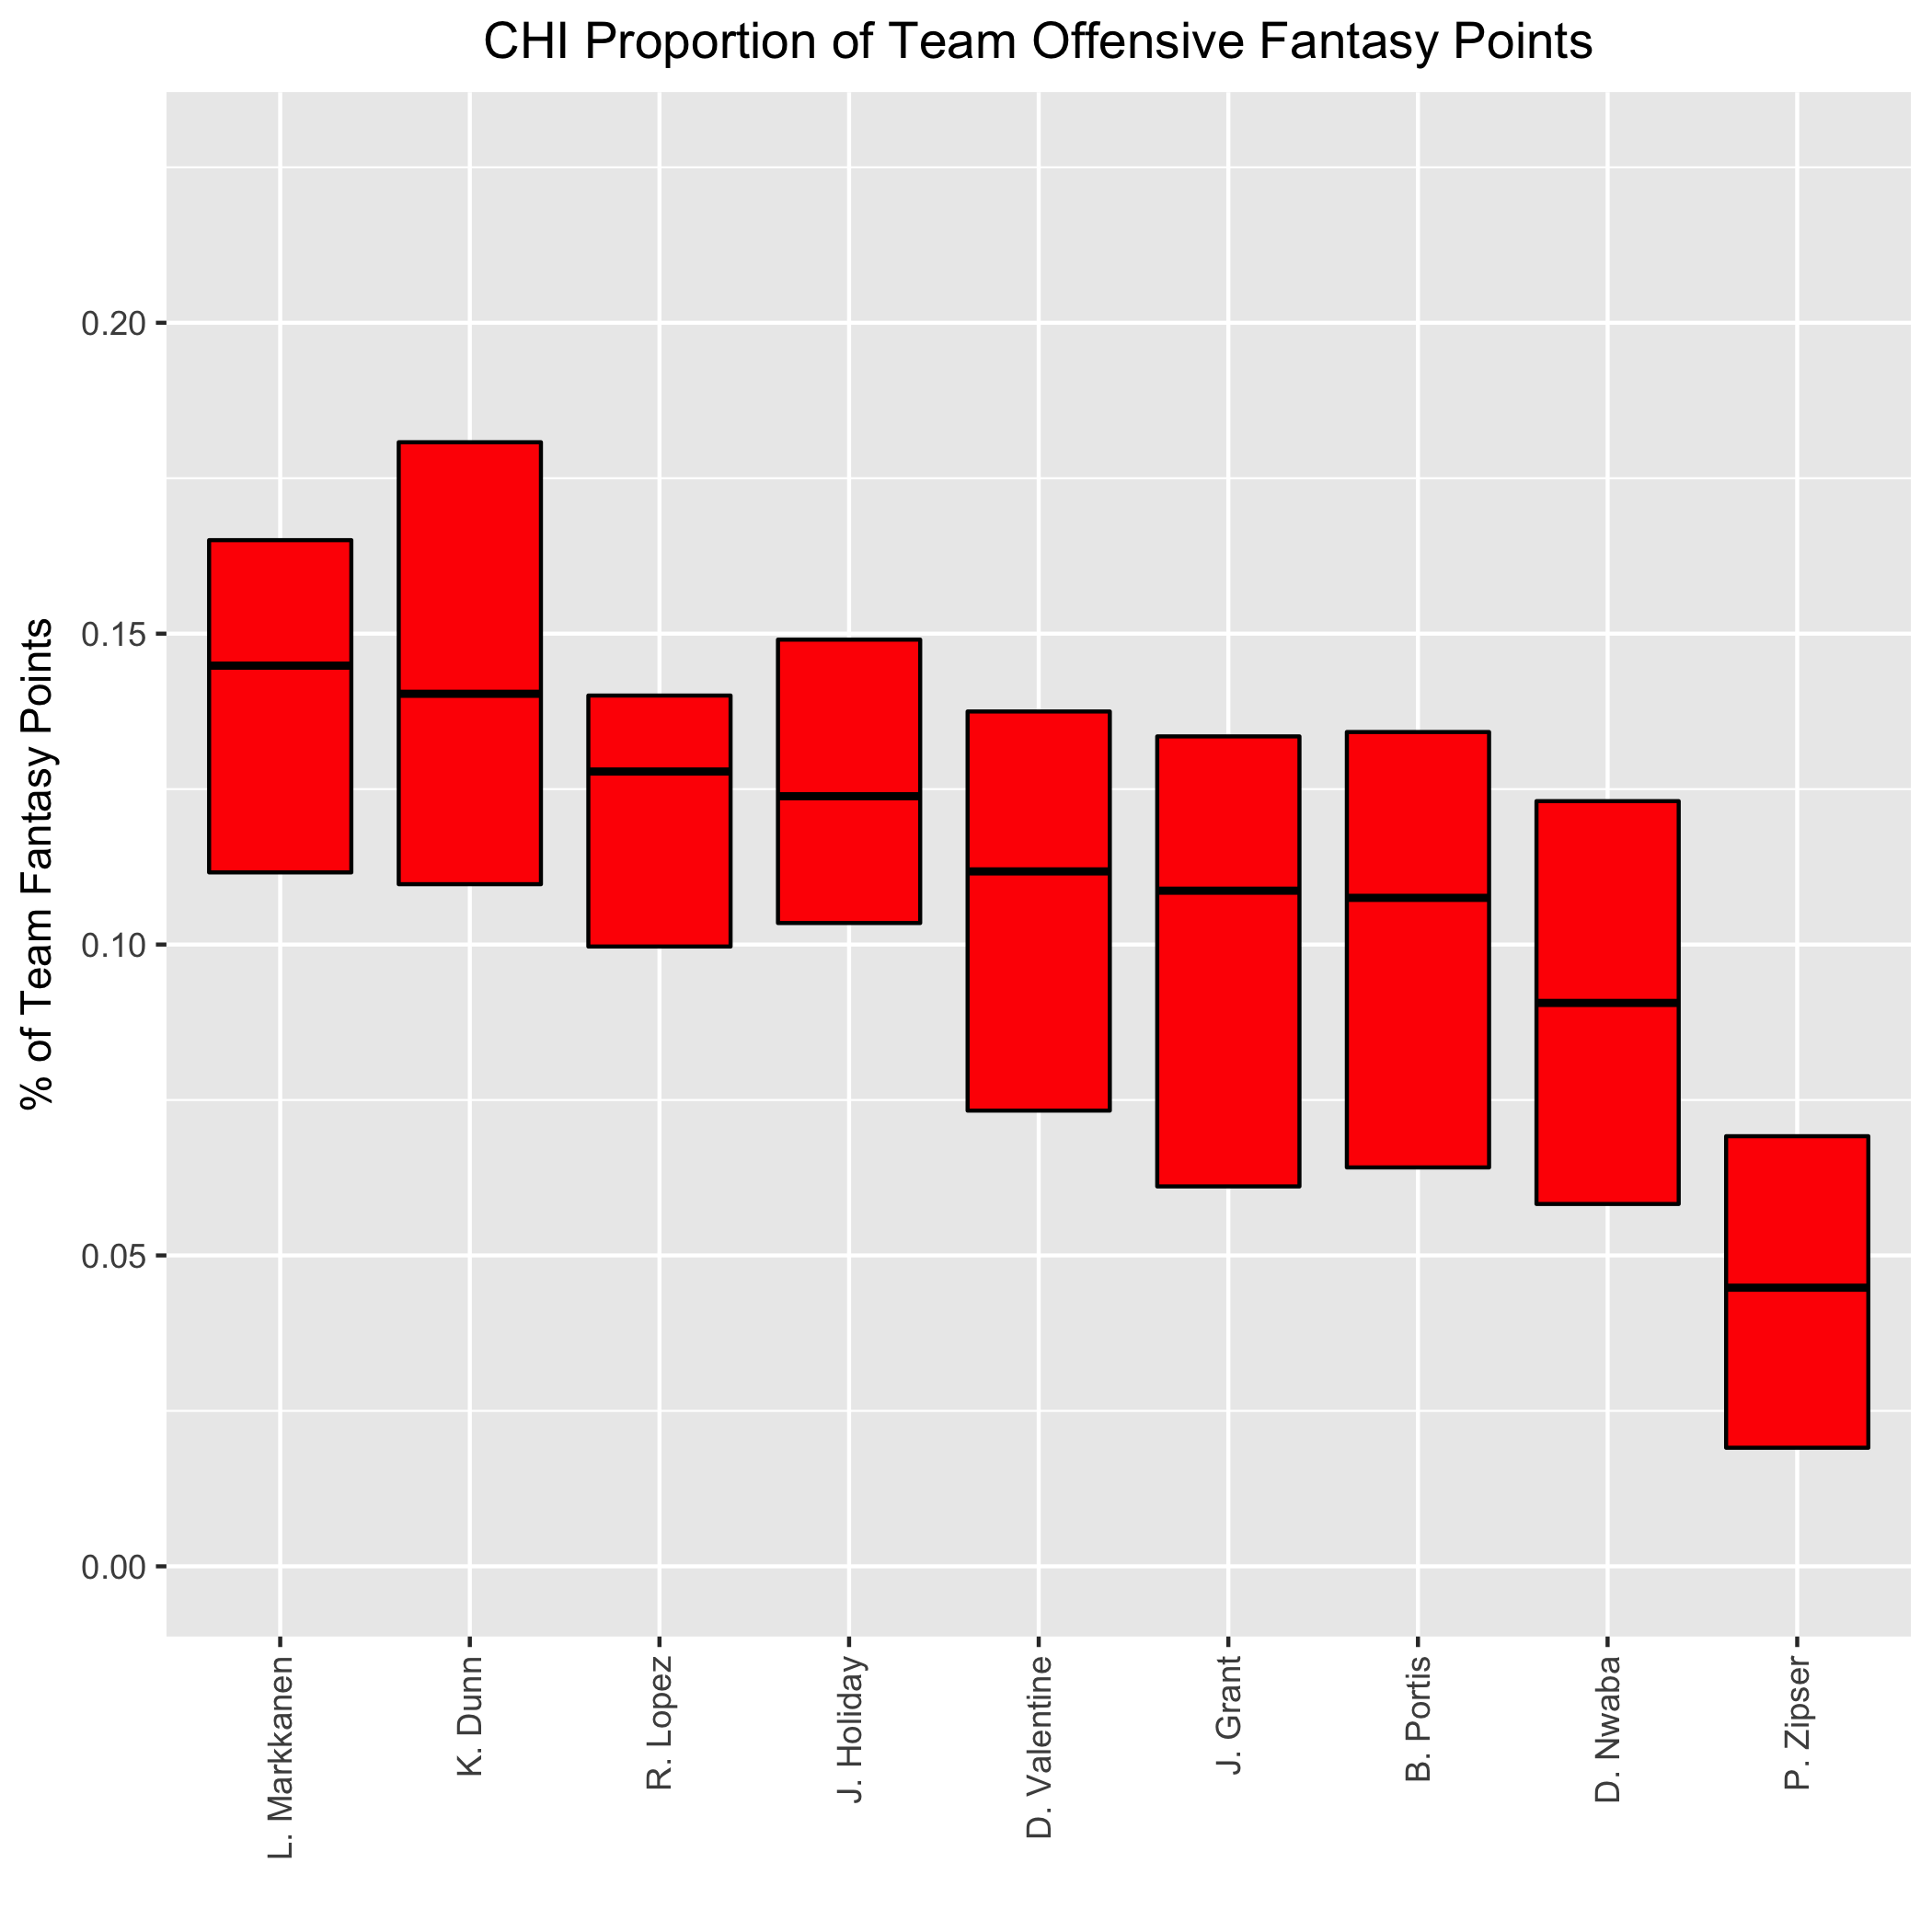 CHI Proportion of Team Offensive Fantasy Points
% of Team Fantasy Points
0.20
0.15
0.10
0.05
0.00
L. Markkanen
K. Dunn
R. Lopez
J. Holiday
D. Valentine
J. Grant
B. Portis
D. Nwaba
P. Zipser